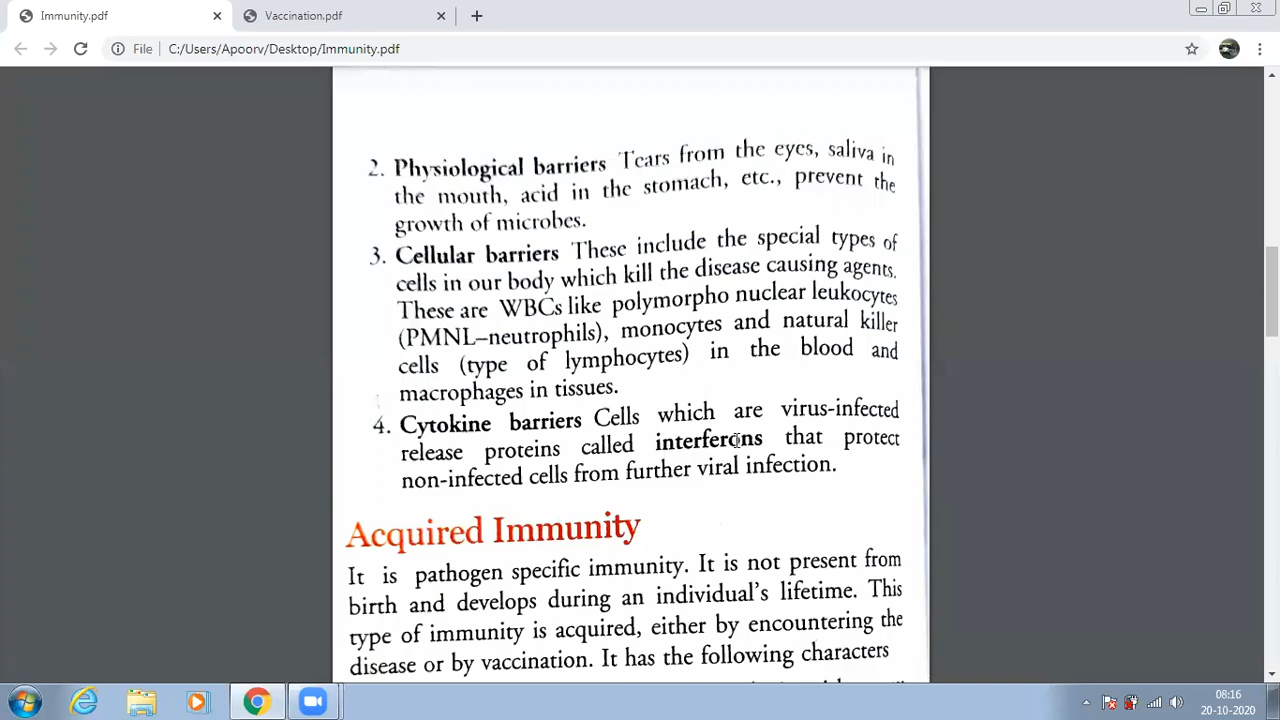 Immunity.pdf
Vaccination.pdf
File
C:/Users/Apoorv/Desktop/Immunity.pdf
2. Physiological barriers Tears from the eyes, saliva in
the mouth, acid in the stomach, etc., prevent the
growth of microbes.
3. Cellular barriers These include the special types of
cells in our body which kill the disease causing agents.
These are WBCs like polymorpho nuclear leukocytes
(PMNL–neutrophils), monocytes and natural killer
cells (type of lymphocytes) in the blood and
macrophages in tissues.
4. Cytokine barriers Cells which are virus-infected
release proteins called interferons that protect
non-infected cells from further viral infection.
Acquired Immunity
It is pathogen specific immunity. It is not present from
birth and develops during an individual's lifetime. This
type of immunity is acquired, either by encountering the
disease or by vaccination. It has the following characters
08:16
20-10-2020